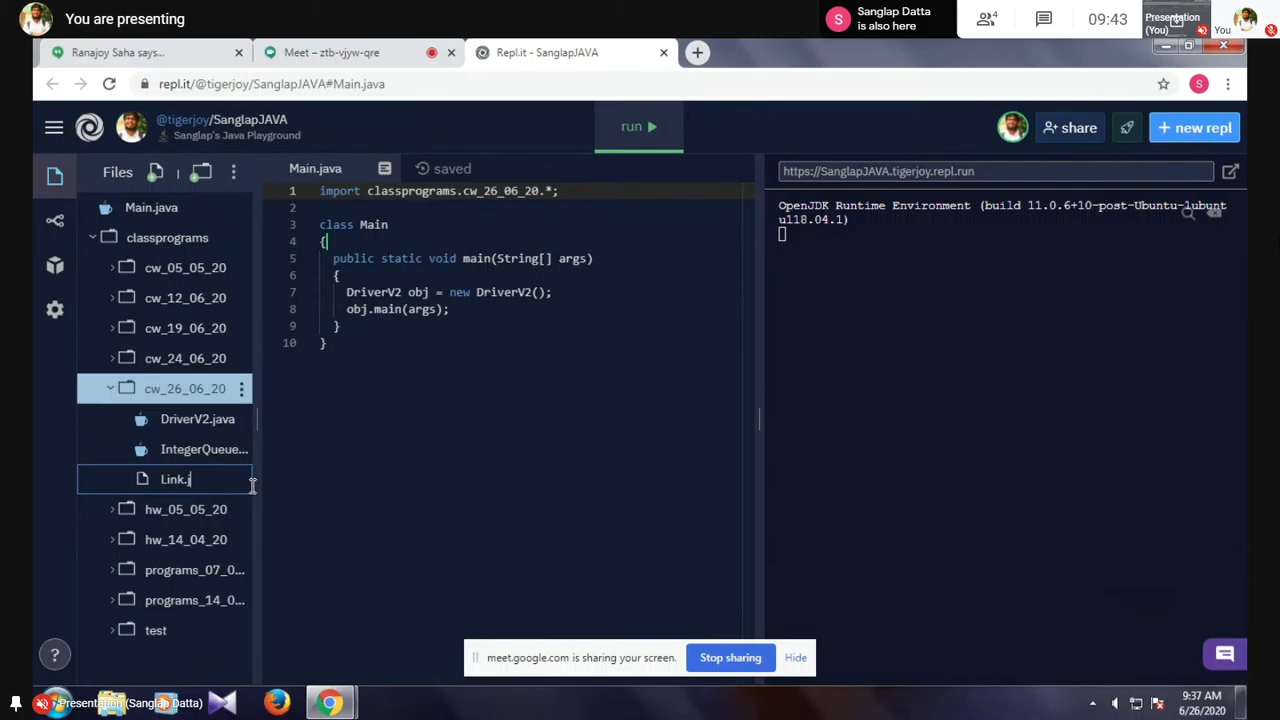 You are presenting
S
Sanglap Datta
is also here
4
09:43
Presentation
(You)
You
Ranajoy Saha says...
Meet – ztb-vjyw-qre
Repl.it - SanglapJAVA
repl.it/@tigerjoy/SanglapJAVA#Main.java
S
@tigerjoy/SanglapJAVA
Sanglap's Java Playground
run
share
+ new repl
Files
Main.java
saved
https://SanglapJAVA.tigerjoy.repl.run
Main.java
classprograms
cw_05_05_20
cw_12_06_20
cw_19_06_20
cw_24_06_20
cw_26_06_20
DriverV2.java
IntegerQueue...
Link.j
hw_05_05_20
hw_14_04_20
programs_07_0...
programs_14_0...
test
1 import classprograms.cw_26_06_20.*;
2
3 class Main
4 {
5 public static void main(String[] args)
6 {
7 DriverV2 obj = new DriverV2();
8 obj.main(args);
9 }
10 }
OpenJDK Runtime Environment (build 11.0.6+10-post-Ubuntu-1ubunt
u118.04.1)
?
meet.google.com is sharing your screen.
Stop sharing
Hide
Presentation (Sanglap Datta)
9:37 AM
6/26/2020